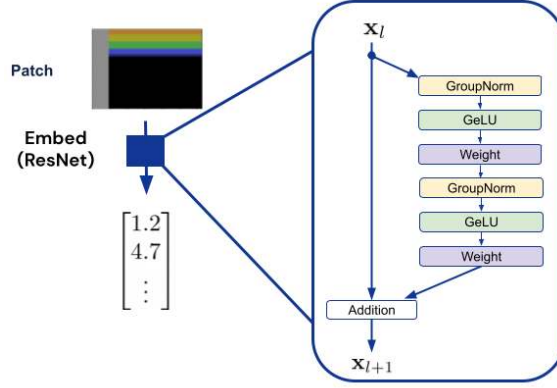 Patch
Embed
(ResNet)
[1.2
4.7
⋮]
x_l
GroupNorm
GeLU
Weight
GroupNorm
GeLU
Weight
Addition
x_{l+1}